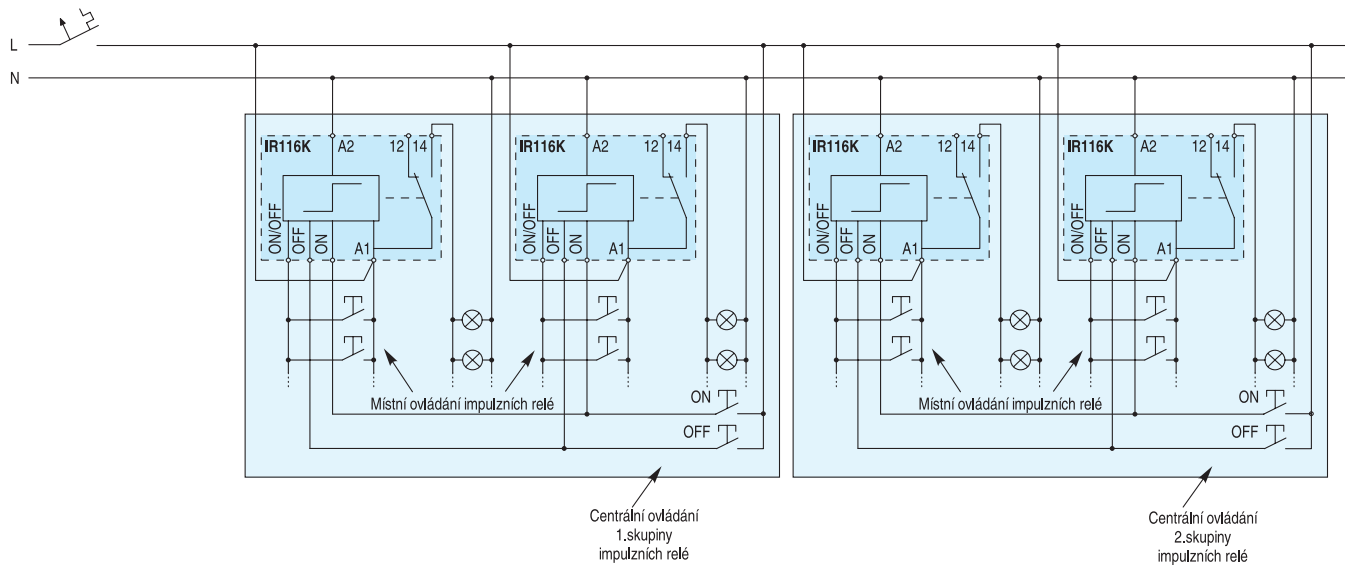 L
N
IR116K A2 12 14
ON/OFF OFF ON A1
IR116K A2 12 14
ON/OFF OFF ON A1
Místní ovládání impulzních relé
ON
OFF
Centrální ovládání
1.skupiny
impulzních relé
IR116K A2 12 14
ON/OFF OFF ON A1
IR116K A2 12 14
ON/OFF OFF ON A1
Místní ovládání impulzních relé
ON
OFF
Centrální ovládání
2.skupiny
impulzních relé